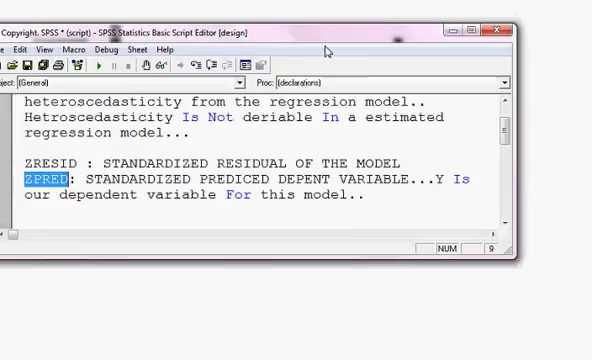 Copyright. SPSS * (script) - SPSS Statistics Basic Script Editor [design]
Edit View Macro Debug Sheet Help
(General) Proc: (declarations)
heteroscedasticity from the regression model..
Hetroscedasticity Is Not deriable In a estimated
regression model...
ZRESID : STANDARDIZED RESIDUAL OF THE MODEL
ZPRED: STANDARDIZED PREDICED DEPENT VARIABLE...Y Is
our dependent variable For this model..
NUM 9